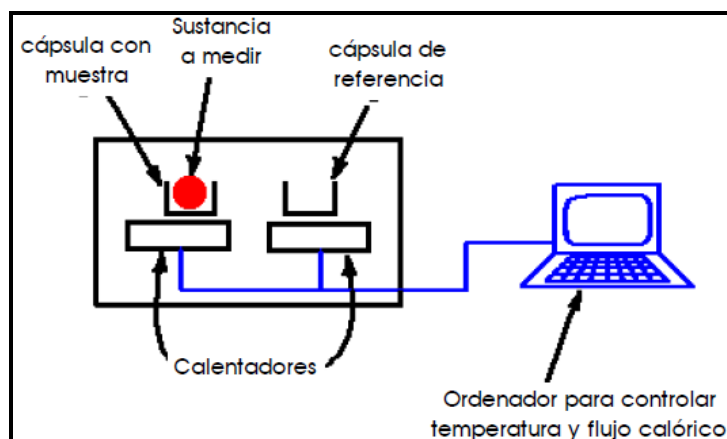 cápsula con
muestra
Sustancia
a medir
cápsula de
referencia
Calentadores
Ordenador para controlar
temperatura y flujo calórico